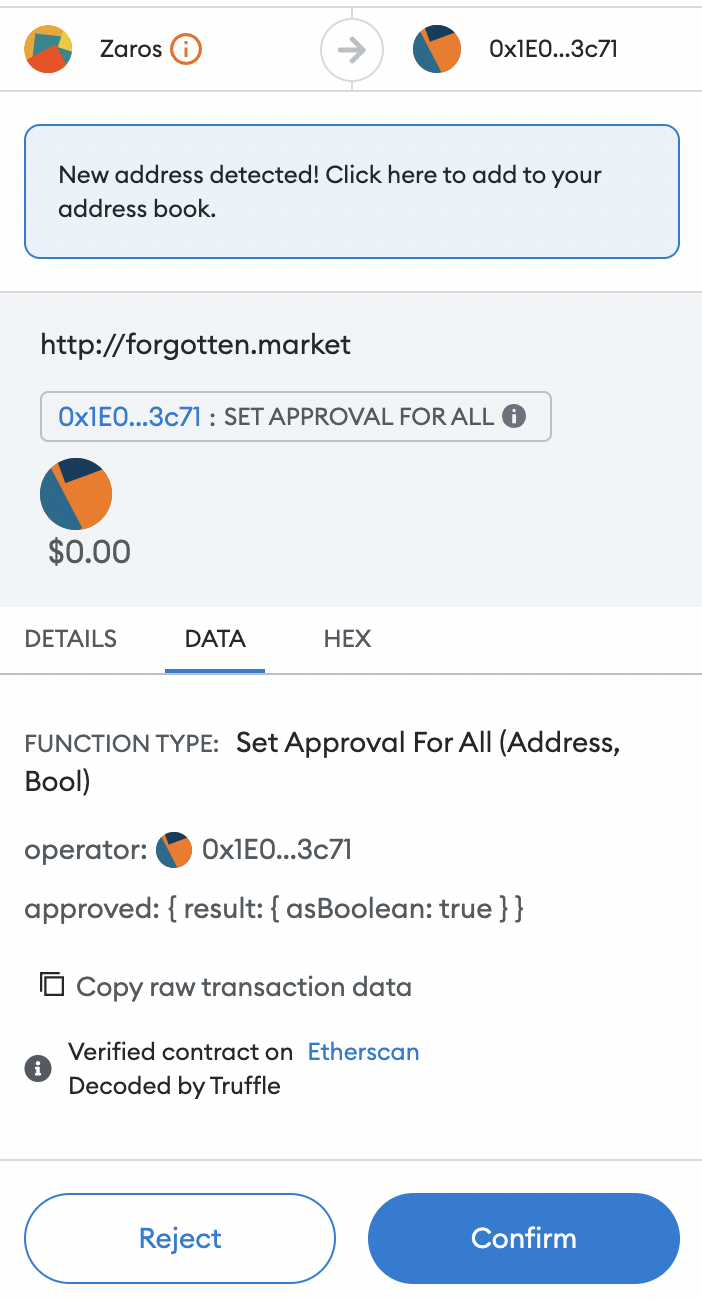 Zaros
0x1E0...3c71
New address detected! Click here to add to your
address book.
http://forgotten.market
0x1E0...3c71 : SET APPROVAL FOR ALL
$0.00
DETAILS DATA HEX
FUNCTION TYPE: Set Approval For All (Address,
Bool)
operator: 0x1E0...3c71
approved: { result: { asBoolean: true } }
Copy raw transaction data
Verified contract on Etherscan
Decoded by Truffle
Reject Confirm